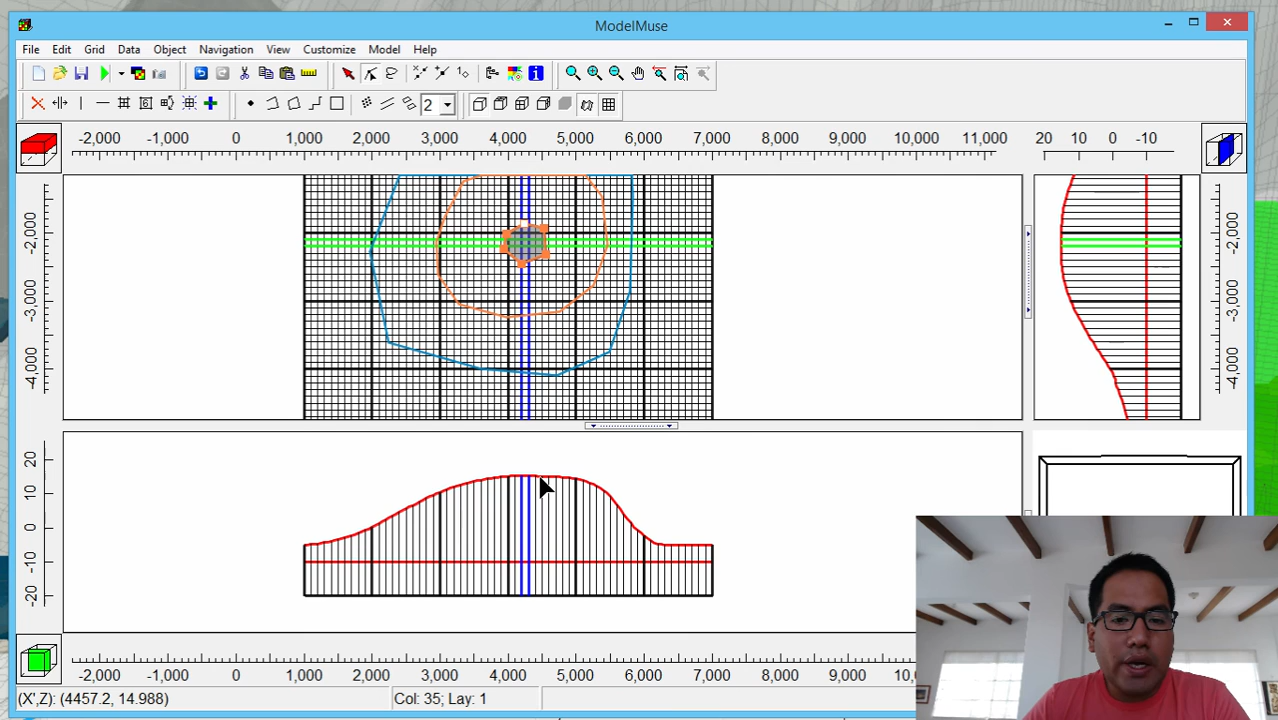 ModelMuse
File Edit Grid Data Object Navigation View Customize Model Help
2
-2,000 -1,000 0 1,000 2,000 3,000 4,000 5,000 6,000 7,000 8,000 9,000 10,000 11,000 20 10 0 -10
-2,000 -2,000
-3,000 -3,000
-4,000 -4,000
20
10
0
-10
-20
-2,000 -1,000 0 1,000 2,000 3,000 4,000 5,000 6,000 7,000 8,000 9,000
(X',Z): (4457.2, 14.988) Col: 35; Lay: 1